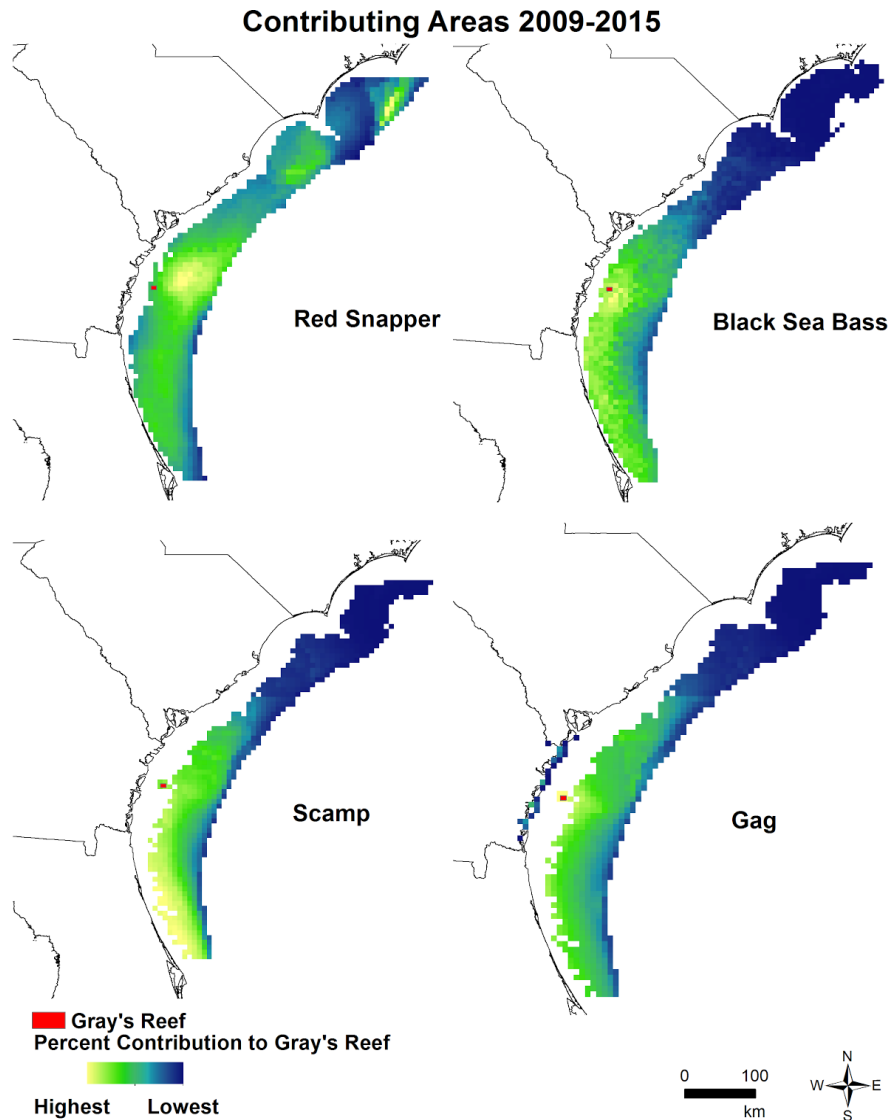 Contributing Areas 2009-2015
Red Snapper
Black Sea Bass
Scamp
Gag
Gray's Reef
Percent Contribution to Gray's Reef
Highest Lowest
0 100
km
N
W E
S